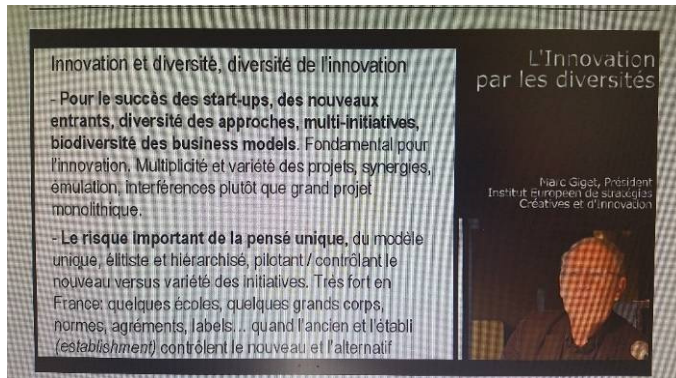 Innovation et diversité, diversité de l'innovation
- Pour le succès des start-ups, des nouveaux
entrants, diversité des approches, multi-initiatives,
biodiversité des business models. Fondamental pour
l'innovation. Multiplicité et variété des projets, synergies,
émulation, interférences plutôt que grand projet
monolithique.
- Le risque important de la pensé unique, du modèle
unique, élitiste et hiérarchisé, pilotant / contrôlant le
nouveau versus variété des initiatives. Très fort en
France: quelques écoles, quelques grands corps,
normes, agréments, labels... quand l'ancien et l'établi
(establishment) contrôlent le nouveau et l'alternatif
L'Innovation
par les diversités
Marc Giget, Président
Institut Européen de stratégies
Créatives et d'innovation